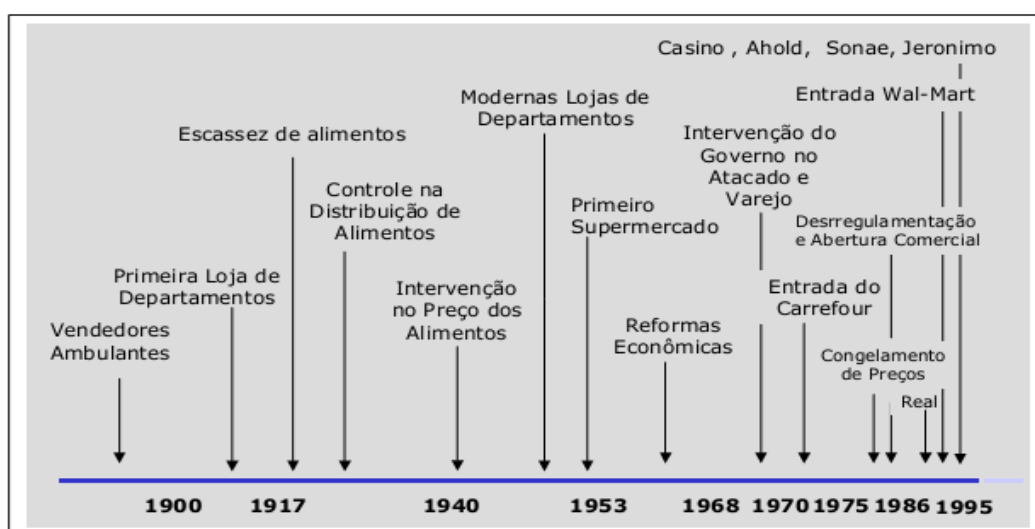 Casino , Ahold, Sonae, Jeronimo
Entrada Wal-Mart
Modernas Lojas de
Departamentos
Escassez de alimentos
Intervenção do
Governo no
Atacado e
Varejo
Controle na
Distribuição de
Alimentos
Primeiro
Supermercado
Desrregulamentação
e Abertura Comercial
Primeira Loja de
Departamentos
Intervenção
no Preço dos
Alimentos
Entrada do
Carrefour
Vendedores
Ambulantes
Reformas
Econômicas
Congelamento
de Preços
Real
1900 1917 1940 1953 1968 1970 1975 1986 1995